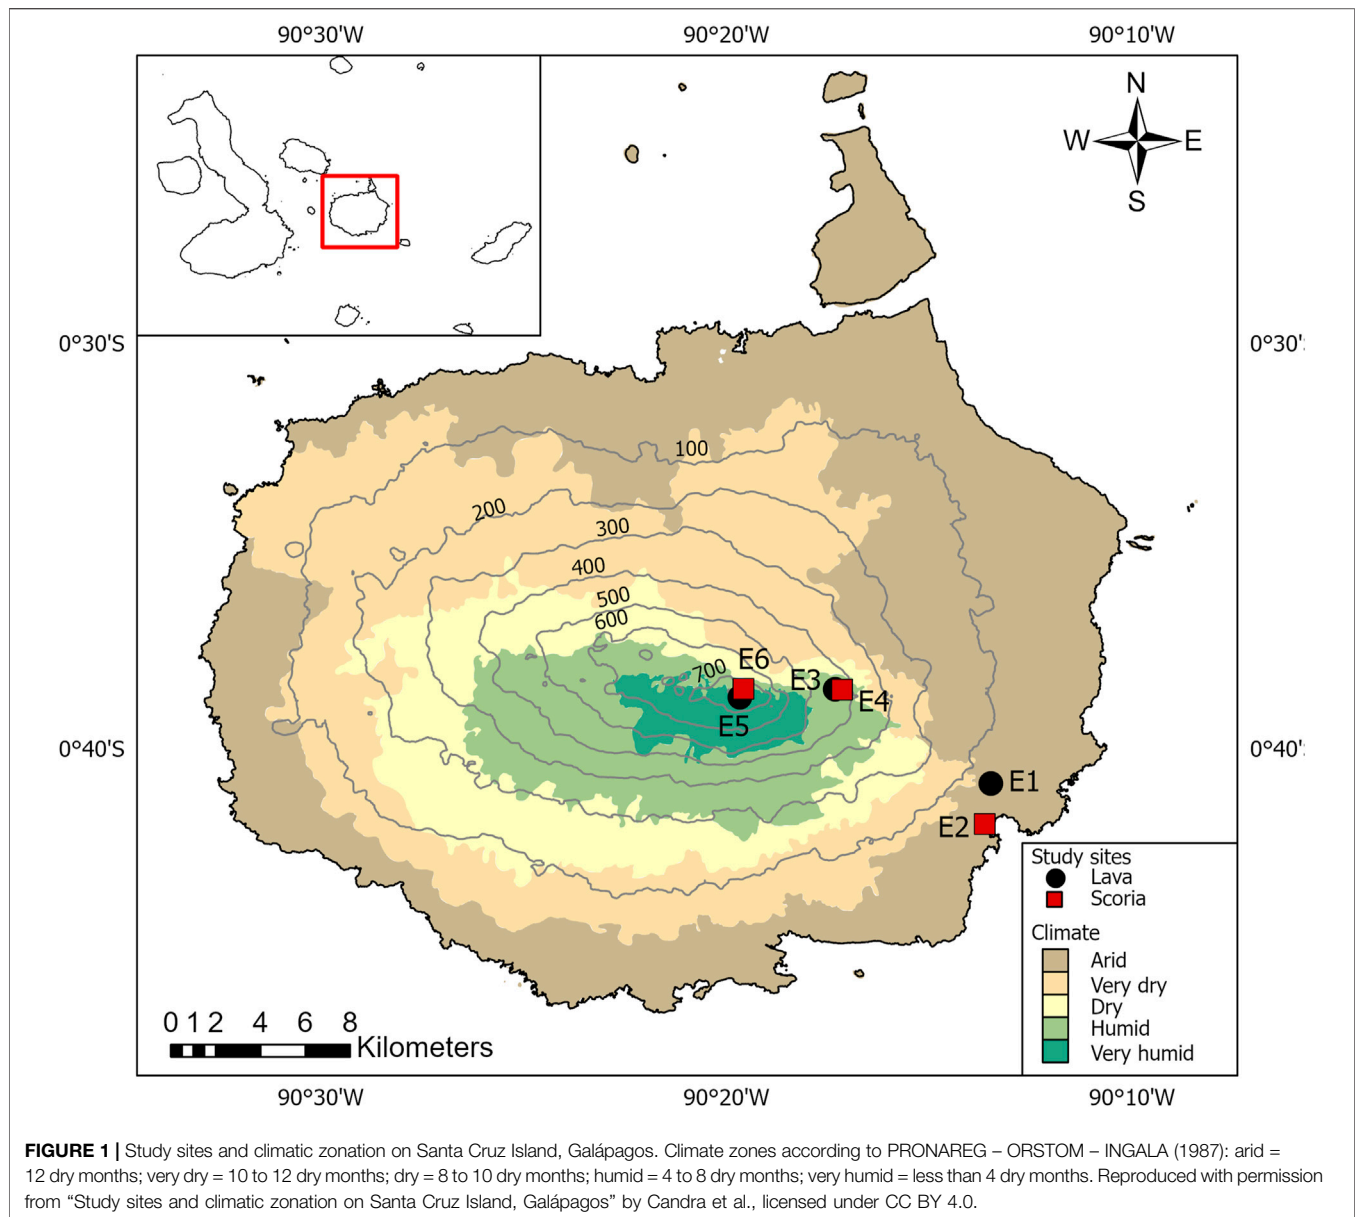 90°30'W 90°20'W 90°10'W
N
W E
S
0°30'S 0°30':
100
200
300
400
500
600
700
E6
E3
E4
E5
0°40'S 0°40':
E1
E2
Study sites
Lava
Scoria
Climate
Arid
Very dry
Dry
Humid
Very humid
0 1 2 4 6 8
Kilometers
90°30'W 90°20'W 90°10'W
FIGURE 1 | Study sites and climatic zonation on Santa Cruz Island, Galápagos. Climate zones according to PRONAREG – ORSTOM – INGALA (1987): arid =
12 dry months; very dry = 10 to 12 dry months; dry = 8 to 10 dry months; humid = 4 to 8 dry months; very humid = less than 4 dry months. Reproduced with permission
from “Study sites and climatic zonation on Santa Cruz Island, Galápagos” by Candra et al., licensed under CC BY 4.0.